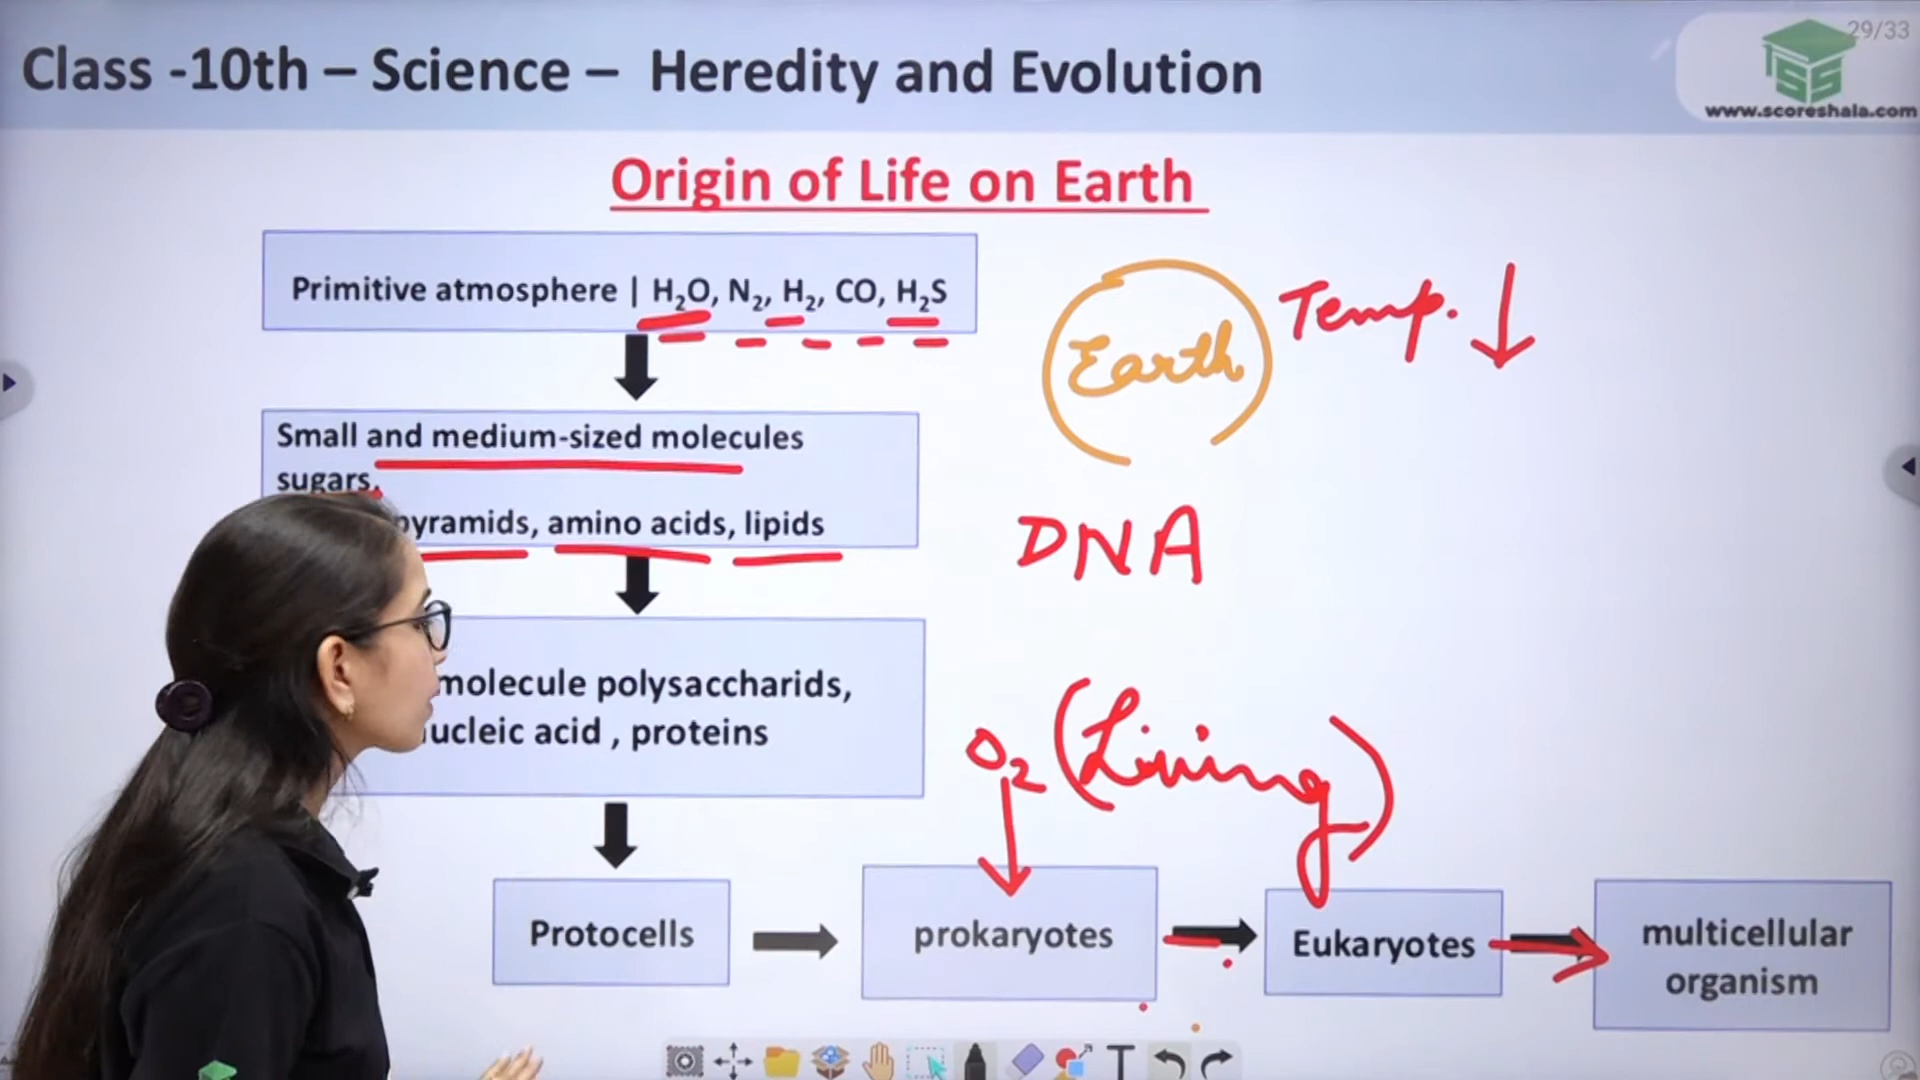 Class -10th – Science – Heredity and Evolution
29/33
SS
www.scoreshala.com
Origin of Life on Earth
Primitive atmosphere | H₂O, N₂, H₂, CO, H₂S
Earth
Temp.
Small and medium-sized molecules
sugars,
pyramids, amino acids, lipids
DNA
molecule polysaccharids,
acid , proteins
O₂ (Living)
Protocells
prokaryotes
Eukaryotes
multicellular
organism
T